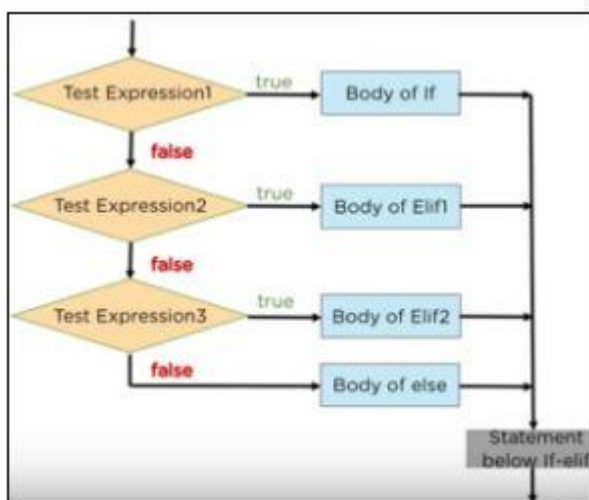 Test Expression1
true
Body of If
false
Test Expression2
true
Body of Elif1
false
Test Expression3
true
Body of Elif2
false
Body of else
Statement
below If-elif